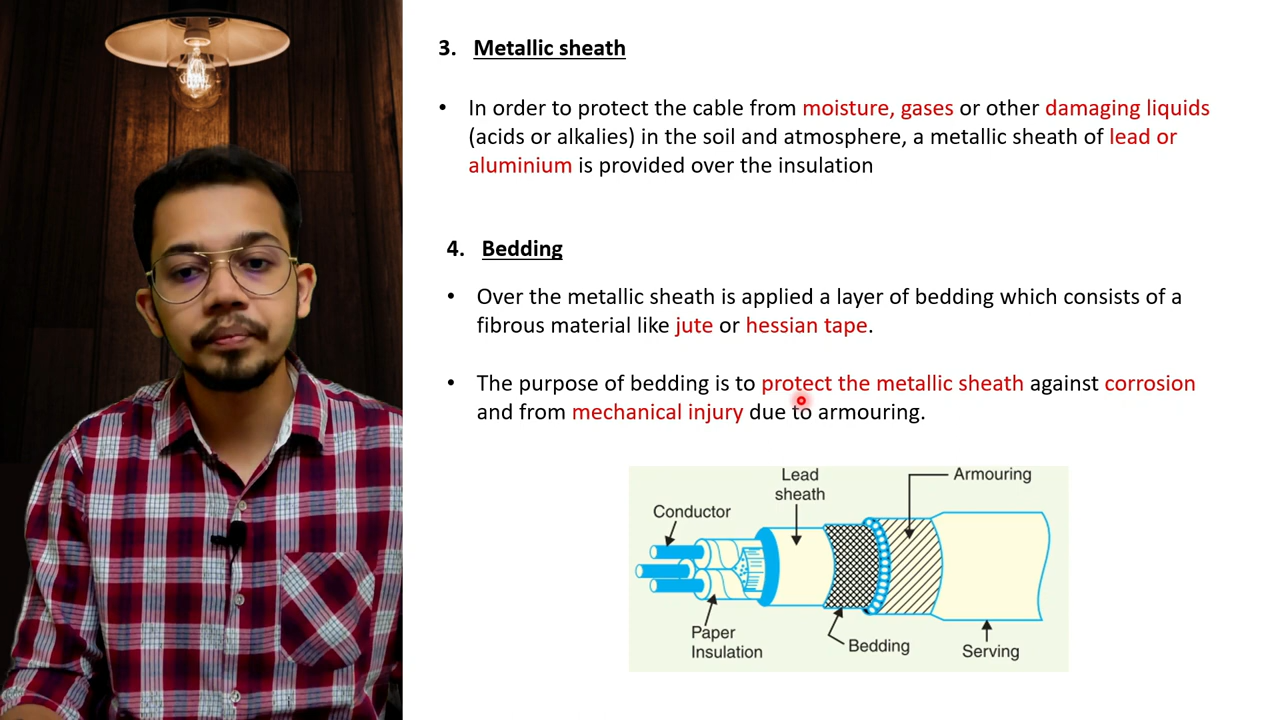 3. Metallic sheath
• In order to protect the cable from moisture, gases or other damaging liquids
(acids or alkalies) in the soil and atmosphere, a metallic sheath of lead or
aluminium is provided over the insulation
4. Bedding
• Over the metallic sheath is applied a layer of bedding which consists of a
fibrous material like jute or hessian tape.
• The purpose of bedding is to protect the metallic sheath against corrosion
and from mechanical injury due to armouring.
Lead
sheath
Armouring
Conductor
Paper
Insulation
Bedding
Serving